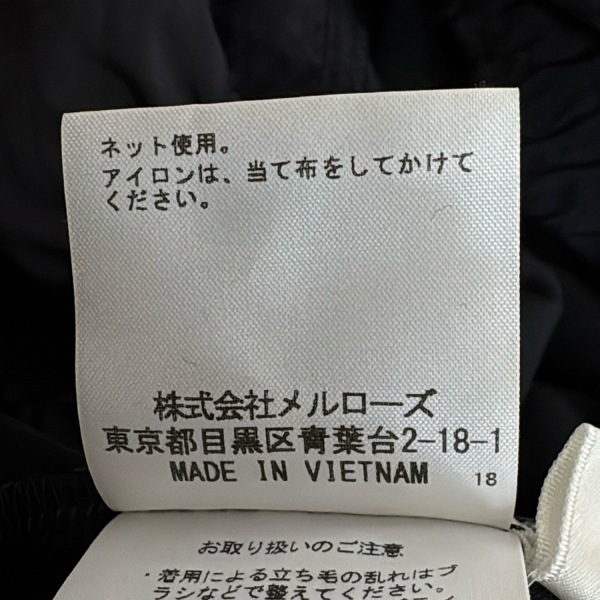 ネット使用。
アイロンは、当て布をしてかけて
ください。
株式会社メルローズ
東京都目黒区青葉台2-18-1
MADE IN VIETNAM 18
お取り扱いのご注意
・着用による立ち毛の乱れはブ
ラシなどで整えてください。